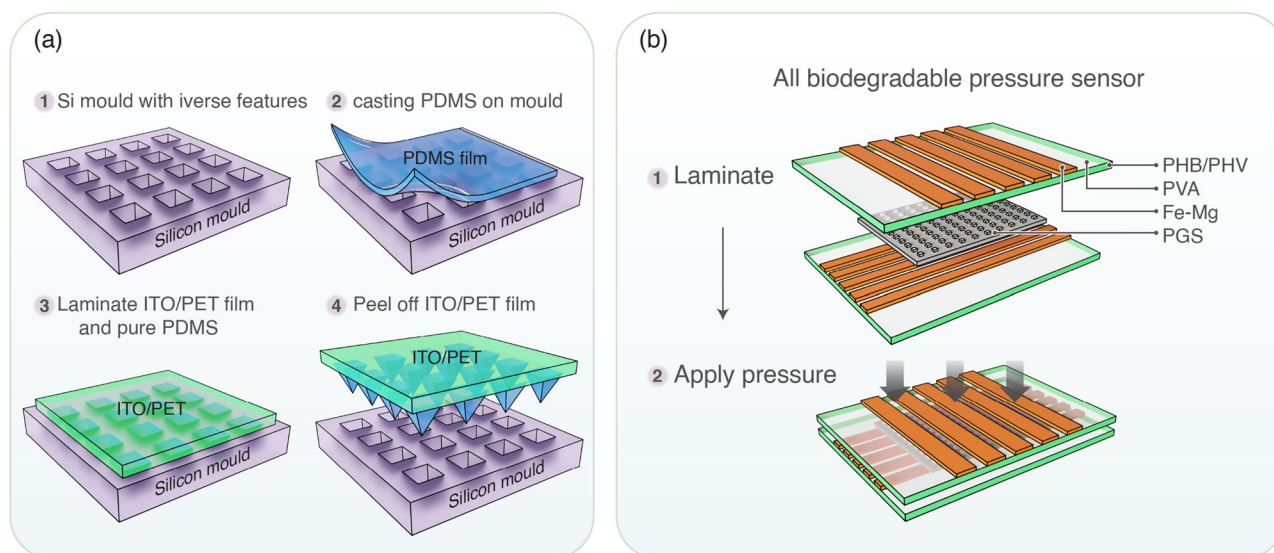 (a)
1 Si mould with iverse features
Silicon mould
2 casting PDMS on mould
PDMS film
Silicon mould
3 Laminate ITO/PET film
and pure PDMS
ITO/PET
Silicon mould
4 Peel off ITO/PET film
ITO/PET
Silicon mould
(b)
All biodegradable pressure sensor
1 Laminate
PHB/PHV
PVA
Fe-Mg
PGS
2 Apply pressure